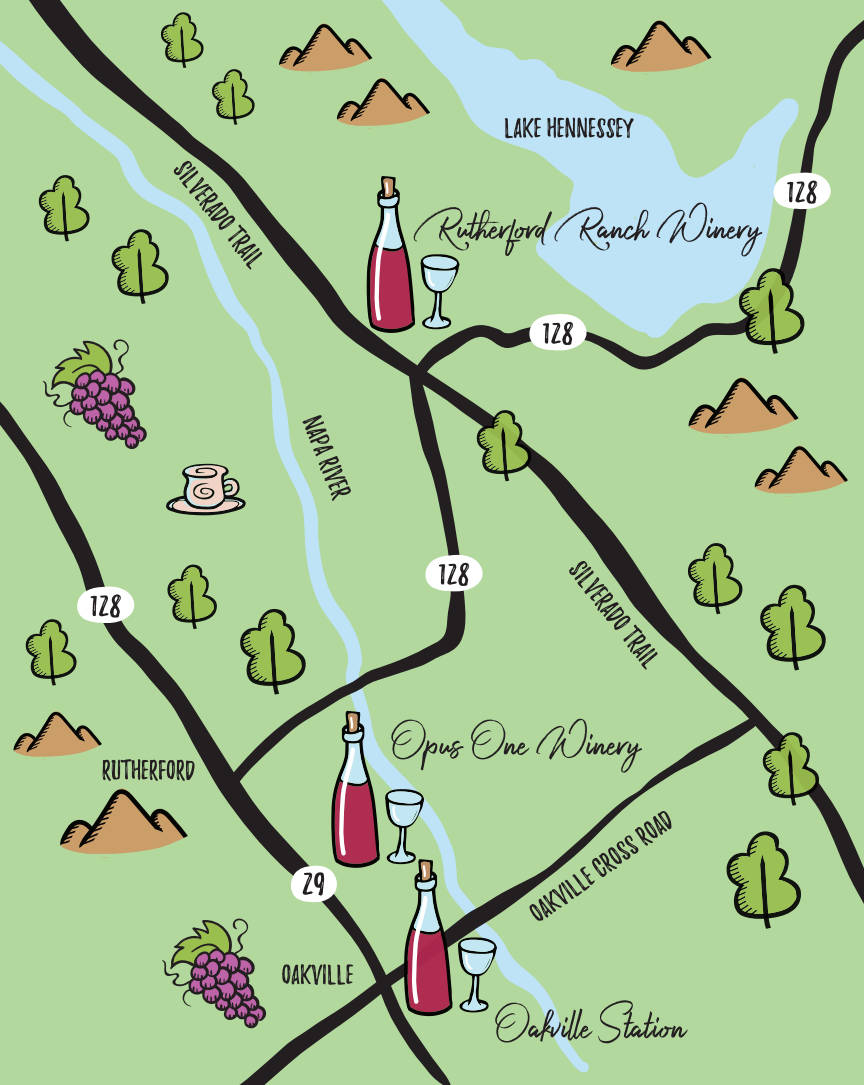 LAKE HENNESSEY
128
SILVERADO TRAIL
Rutherford Ranch Winery
128
NAPA RIVER
128
128
SILVERADO TRAIL
Opus One Winery
RUTHERFORD
OAKVILLE CROSS ROAD
29
OAKVILLE
Oakville Station